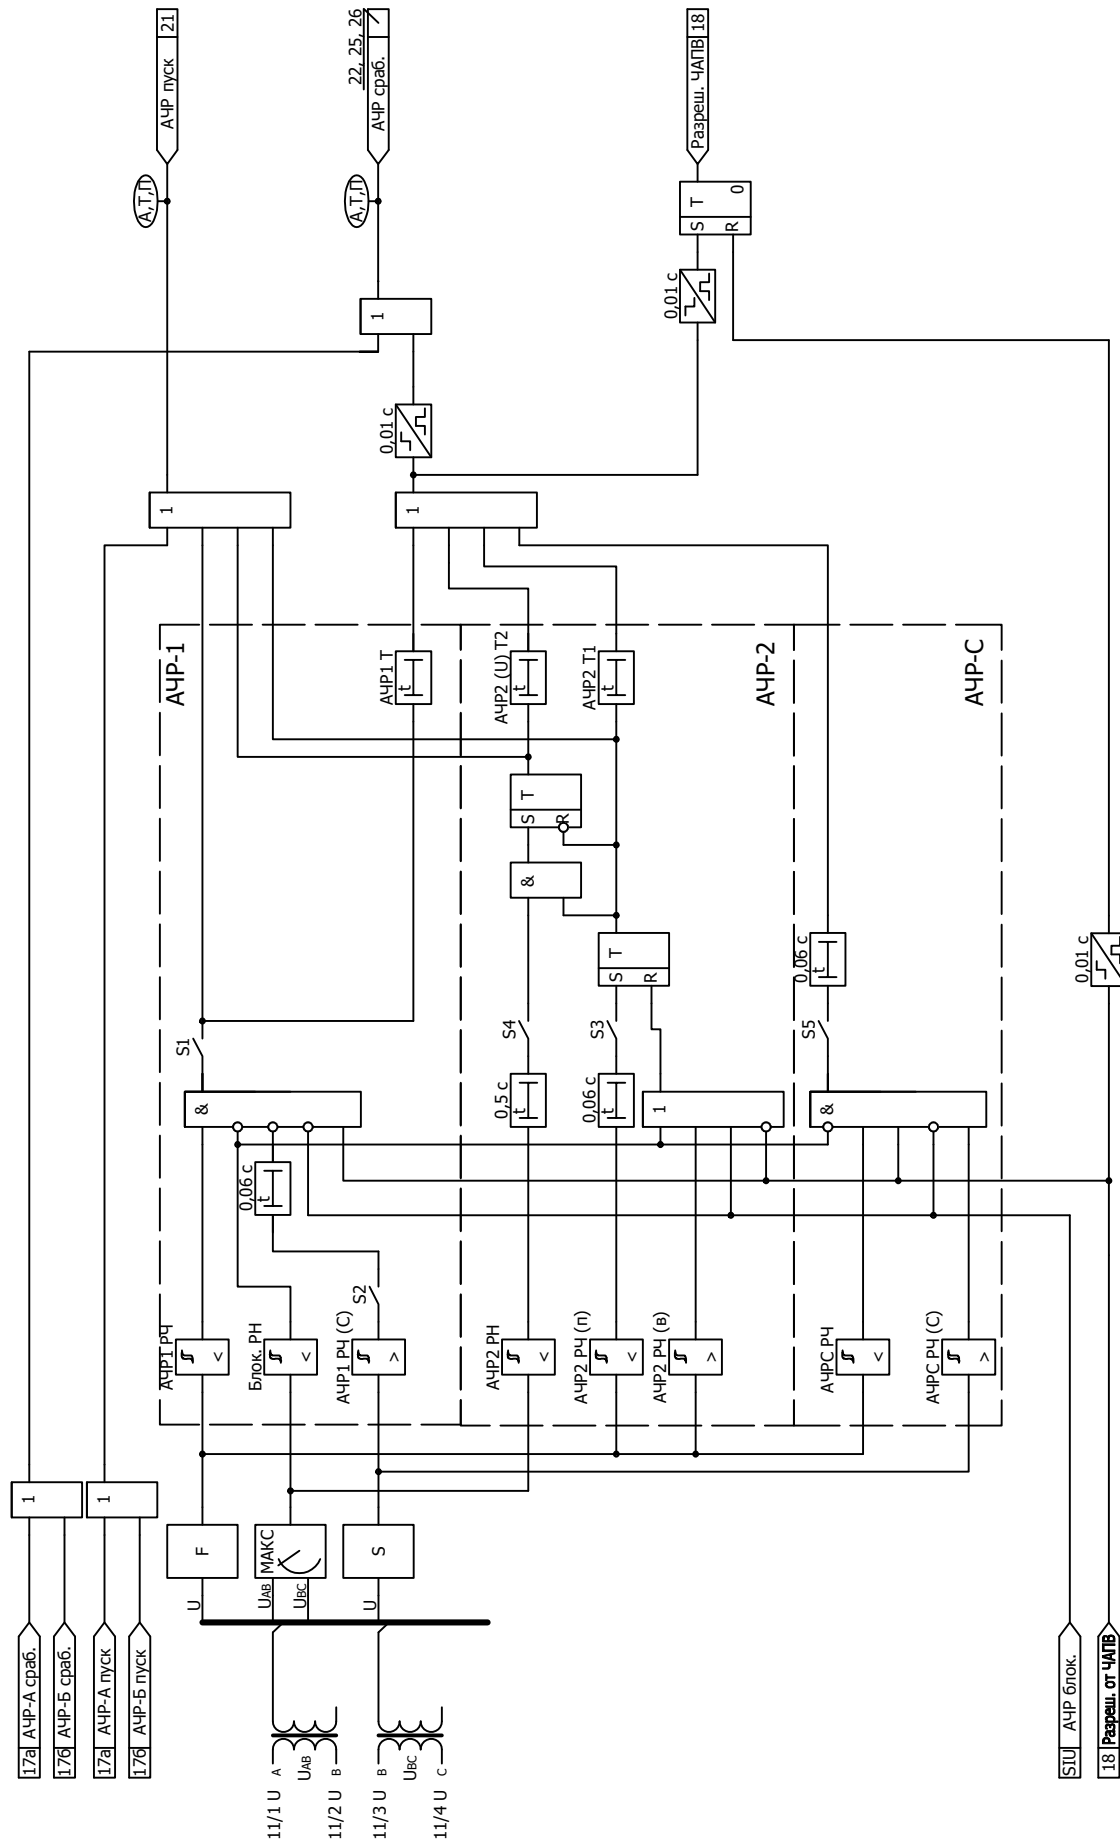 17а АЧР-А сраб.
17б АЧР-Б сраб.
17а АЧР-А пуск
17б АЧР-Б пуск
1
1
11/1 U A
UAB
11/2 U B
11/3 U B
UBC
11/4 U C
U
F
UAB
UBC
МАКС
U
S
SIU АЧР блок.
18 Разреш. от ЧАПВ
АЧР1 РЧ
<
Блок. РН
<
АЧР1 РЧ (С)
>
АЧР2 РН
<
АЧР2 РЧ (п)
<
АЧР2 РЧ (в)
>
АЧРС РЧ
<
АЧРС РЧ (С)
>
S2
0,06 с
t
&
S1
0,5 с
t
S4
0,06 с
t
S3
1
&
S5
0,06 с
t
0,01 с
S T
R
&
S T
R
АЧР1 Т
t
АЧР2 (U) Т2
t
АЧР2 Т1
t
АЧР-1
АЧР-2
АЧР-С
1
1
0,01 с
1
0,01 с
S T
R 0
А,Т,П
А,Т,П
АЧР пуск 21
АЧР сраб.
22, 25, 26
Разреш. ЧАПВ 18